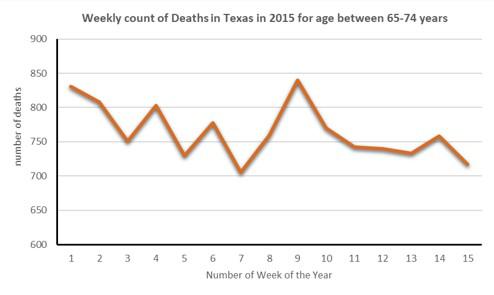 Weekly count of Deaths in Texas in 2015 for age between 65-74 years
900
850
800
750
700
650
600
number of deaths
1 2 3 4 5 6 7 8 9 10 11 12 13 14 15
Number of Week of the Year